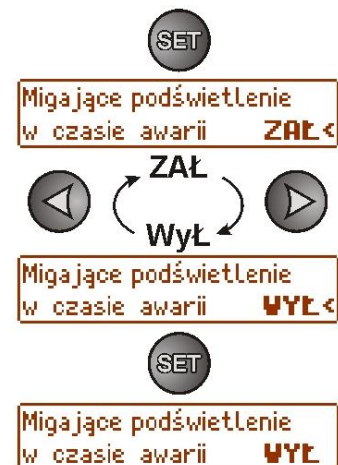 SET
Migające podświetlenie
w czasie awarii ZAŁ<
ZAŁ
WyŁ
Migające podświetlenie
w czasie awarii WYŁ<
SET
Migające podświetlenie
w czasie awarii WYŁ